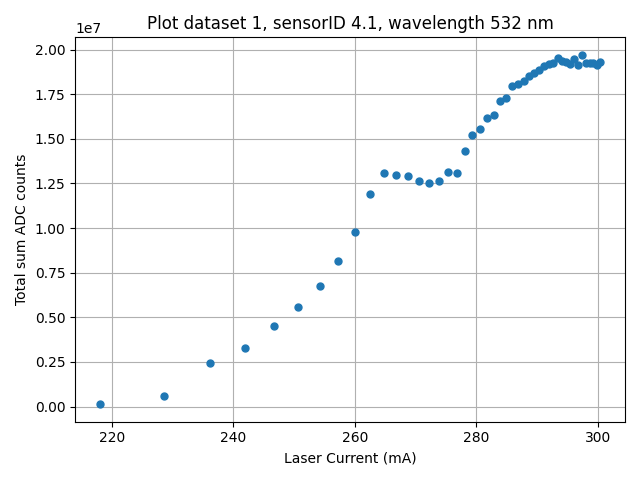 Plot dataset 1, sensorID 4.1, wavelength 532 nm
1e7
2.00
1.75
1.50
1.25
1.00
0.75
0.50
0.25
0.00
Total sum ADC counts
220 240 260 280 300
Laser Current (mA)